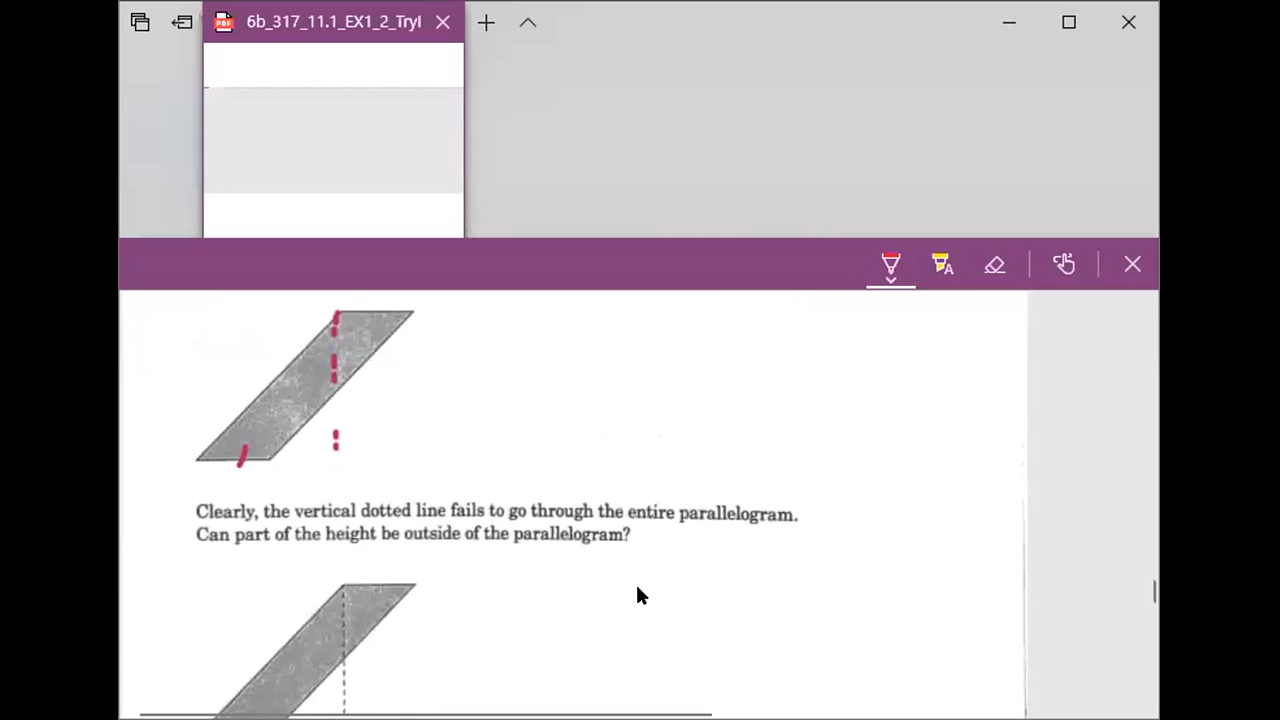 6b_317_11.1_EX1_2_Tryl
Clearly, the vertical dotted line fails to go through the entire parallelogram.
Can part of the height be outside of the parallelogram?